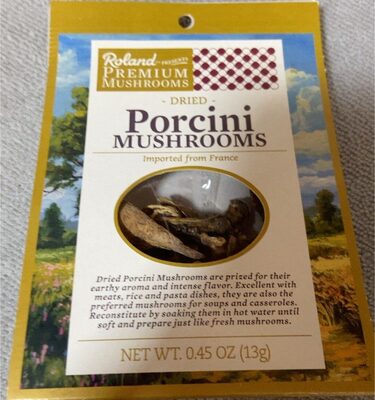 Roland PRESENTS
PREMIUM
MUSHROOMS
- DRIED -
Porcini
MUSHROOMS
Imported from France
Dried Porcini Mushrooms are prized for their
earthy aroma and intense flavor. Excellent with
meats, rice and pasta dishes, they are also the
preferred mushrooms for soups and casseroles.
Reconstitute by soaking them in hot water until
soft and prepare just like fresh mushrooms.
NET WT. 0.45 OZ (13g)